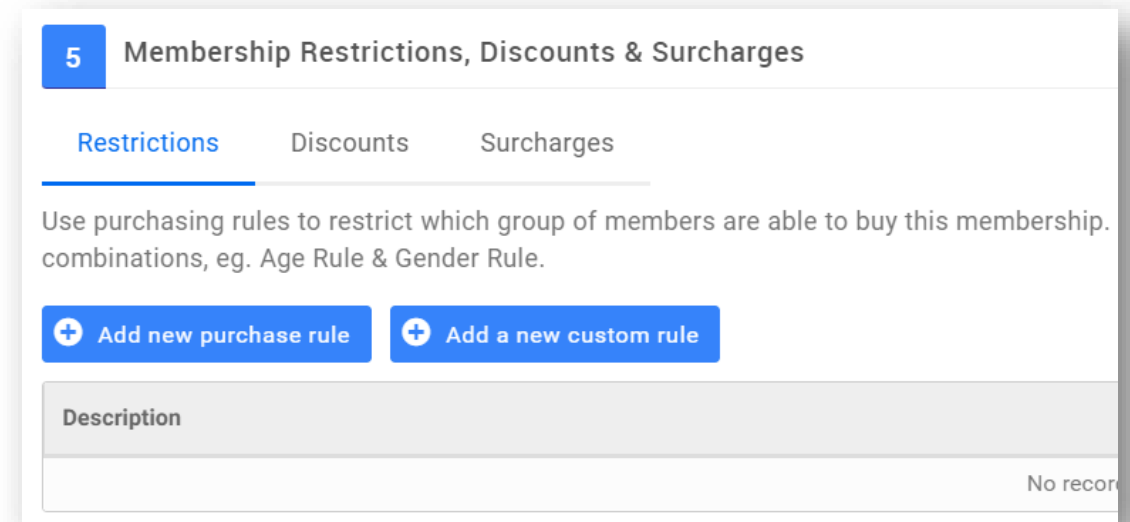 5 Membership Restrictions, Discounts & Surcharges
Restrictions Discounts Surcharges
Use purchasing rules to restrict which group of members are able to buy this membership.
combinations, eg. Age Rule & Gender Rule.
Add new purchase rule Add a new custom rule
Description
No